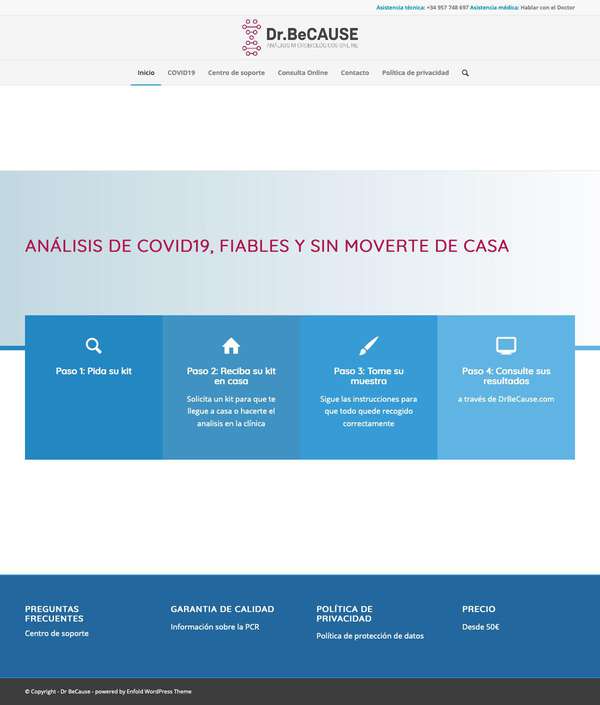 Asistencia técnica: +34 957 748 697 Asistencia médica: Hablar con el Doctor
Dr.BeCAUSE
ANÁLISIS MICROBIOLÓGICOS ONLINE
Inicio COVID19 Centro de soporte Consulta Online Contacto Política de privacidad
ANÁLISIS DE COVID19, FIABLES Y SIN MOVERTE DE CASA
Paso 1: Pida su kit
Paso 2: Reciba su kit
en casa
Solicita un kit para que te
llegue a casa o hacerte el
analisis en la clínica
Paso 3: Tome su
muestra
Sigue las instrucciones para
que todo quede recogido
correctamente
Paso 4: Consulte sus
resultados
a través de DrBeCause.com
PREGUNTAS
FRECUENTES
Centro de soporte
GARANTIA DE CALIDAD
Información sobre la PCR
POLÍTICA DE
PRIVACIDAD
Política de protección de datos
PRECIO
Desde 50€
© Copyright - Dr BeCause - powered by Enfold WordPress Theme